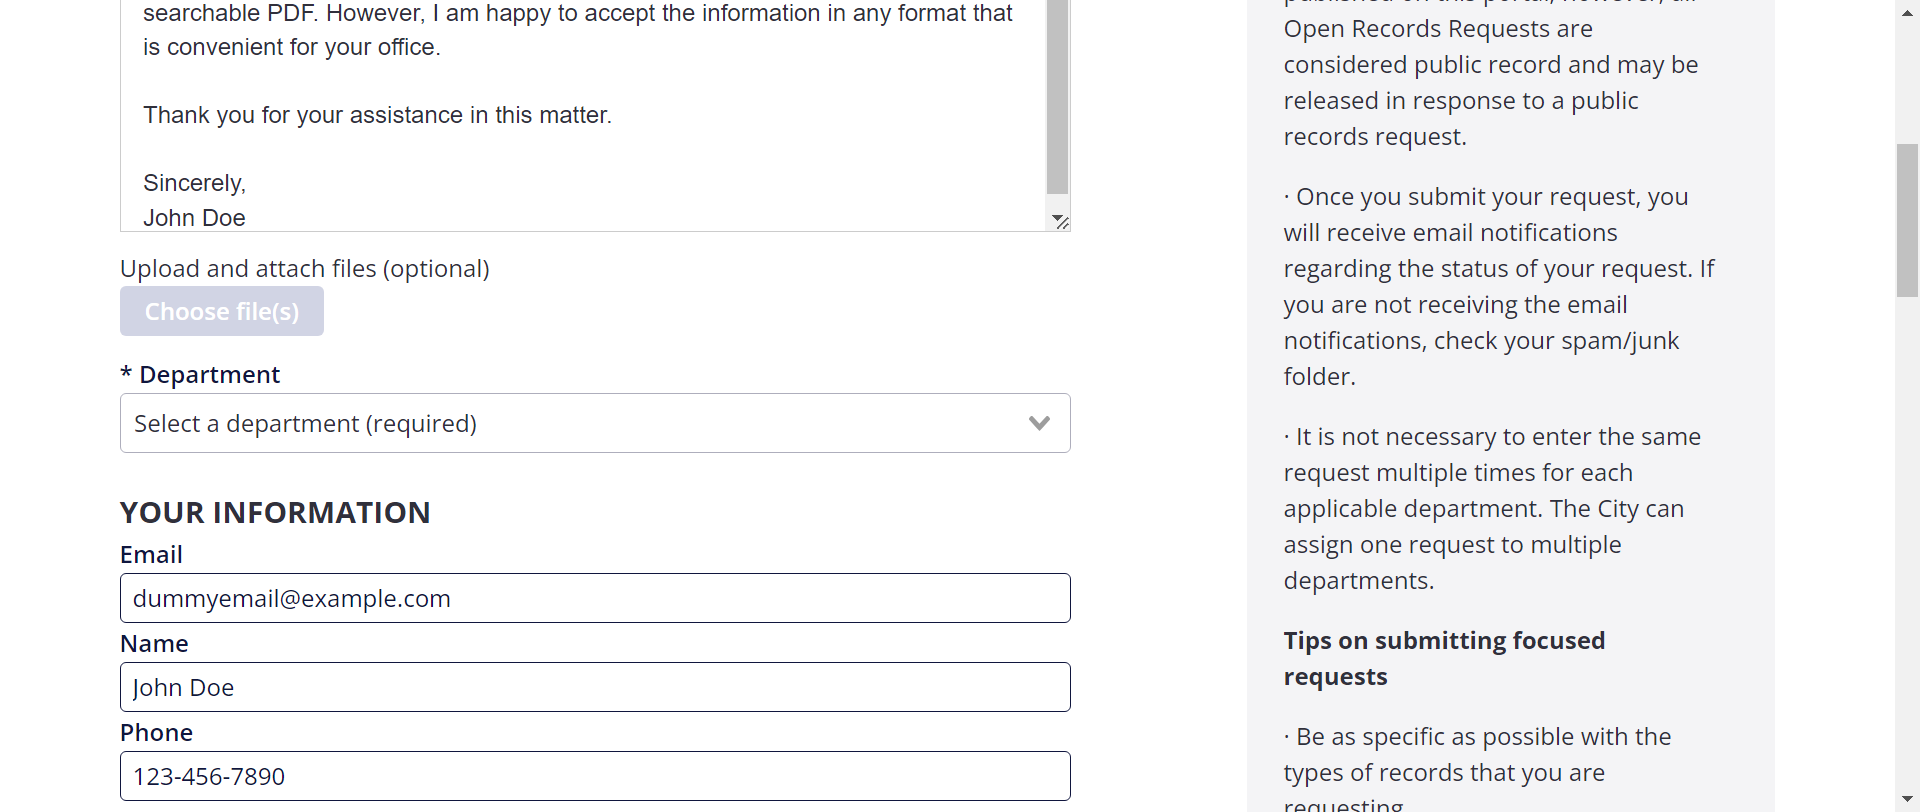 searchable PDF. However, I am happy to accept the information in any format that
is convenient for your office.
Thank you for your assistance in this matter.
Sincerely,
John Doe
Upload and attach files (optional)
Choose file(s)
* Department
Select a department (required)
YOUR INFORMATION
Email
dummyemail@example.com
Name
John Doe
Phone
123-456-7890
Open Records Requests are
considered public record and may be
released in response to a public
records request.
· Once you submit your request, you
will receive email notifications
regarding the status of your request. If
you are not receiving the email
notifications, check your spam/junk
folder.
· It is not necessary to enter the same
request multiple times for each
applicable department. The City can
assign one request to multiple
departments.
Tips on submitting focused
requests
· Be as specific as possible with the
types of records that you are
requesting